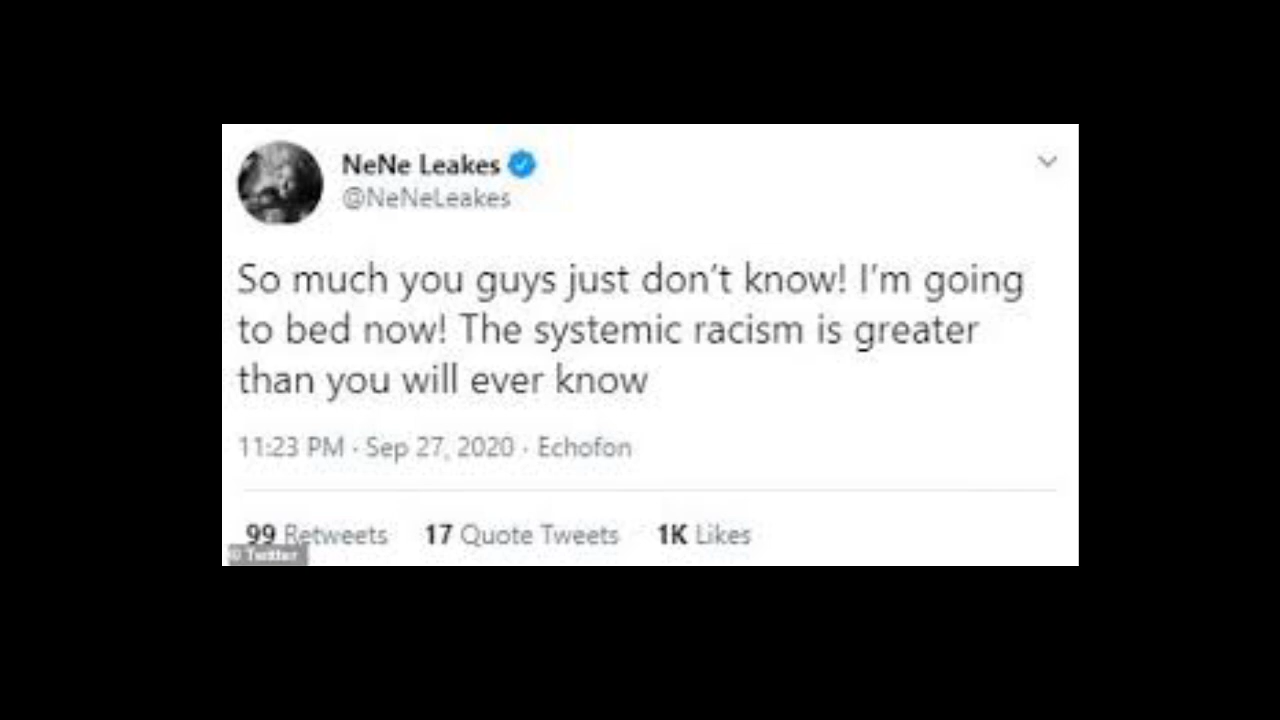 NeNe Leakes
@NeNeLeakes
So much you guys just don't know! I'm going
to bed now! The systemic racism is greater
than you will ever know
11:23 PM · Sep 27, 2020 · Echofon
99 Retweets 17 Quote Tweets 1K Likes
© Twitter